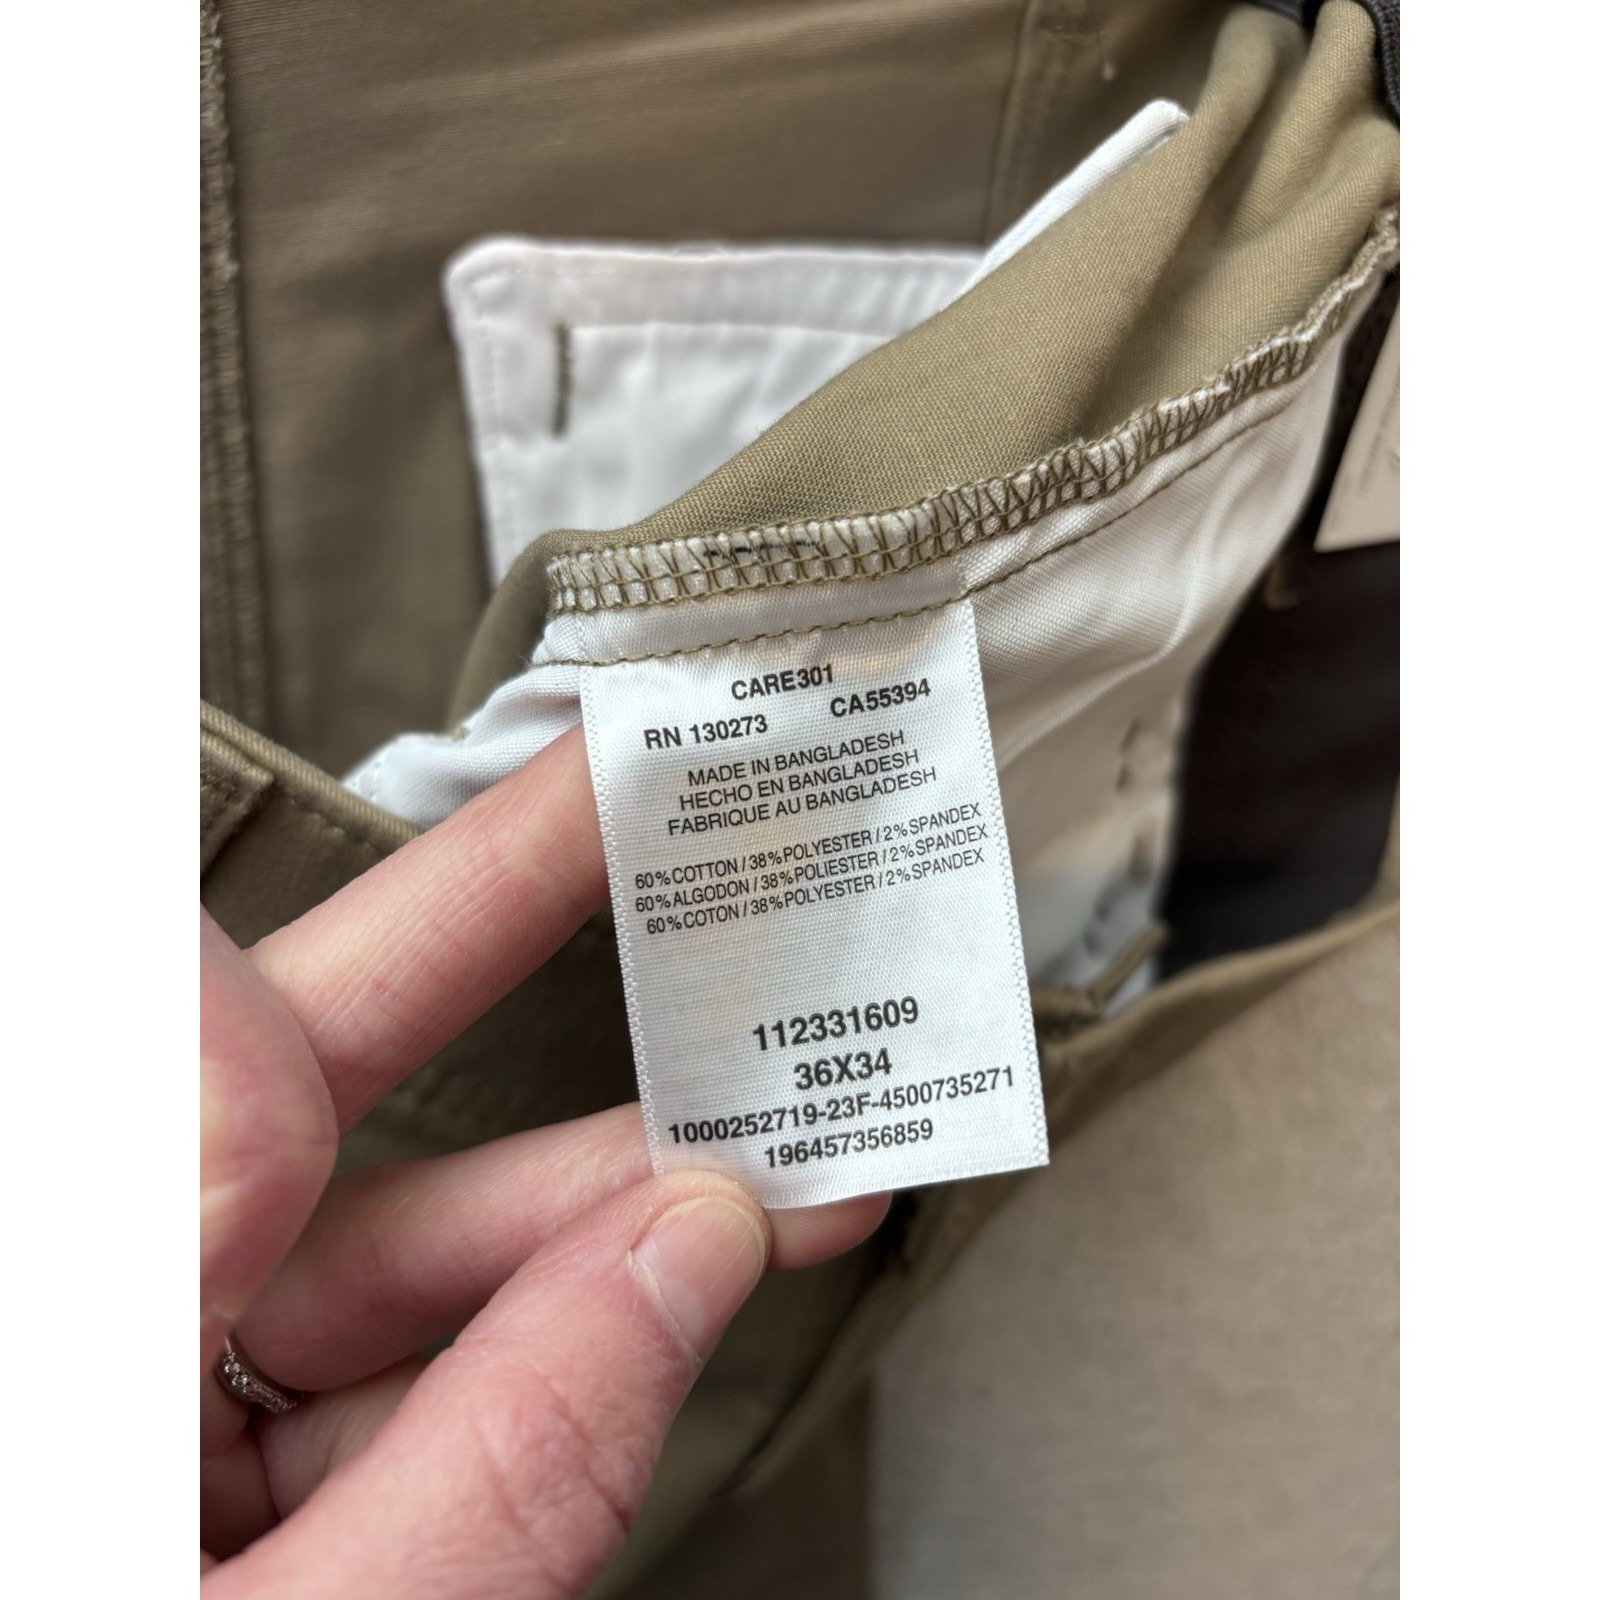 CARE301
RN 130273 CA55394
MADE IN BANGLADESH
HECHO EN BANGLADESH
FABRIQUE AU BANGLADESH
60% COTTON / 38% POLYESTER / 2% SPANDEX
60% ALGODON / 38% POLIESTER / 2% SPANDEX
60% COTON / 38% POLYESTER / 2% SPANDEX
112331609
36X34
1000252719-23F-4500735271
196457356859